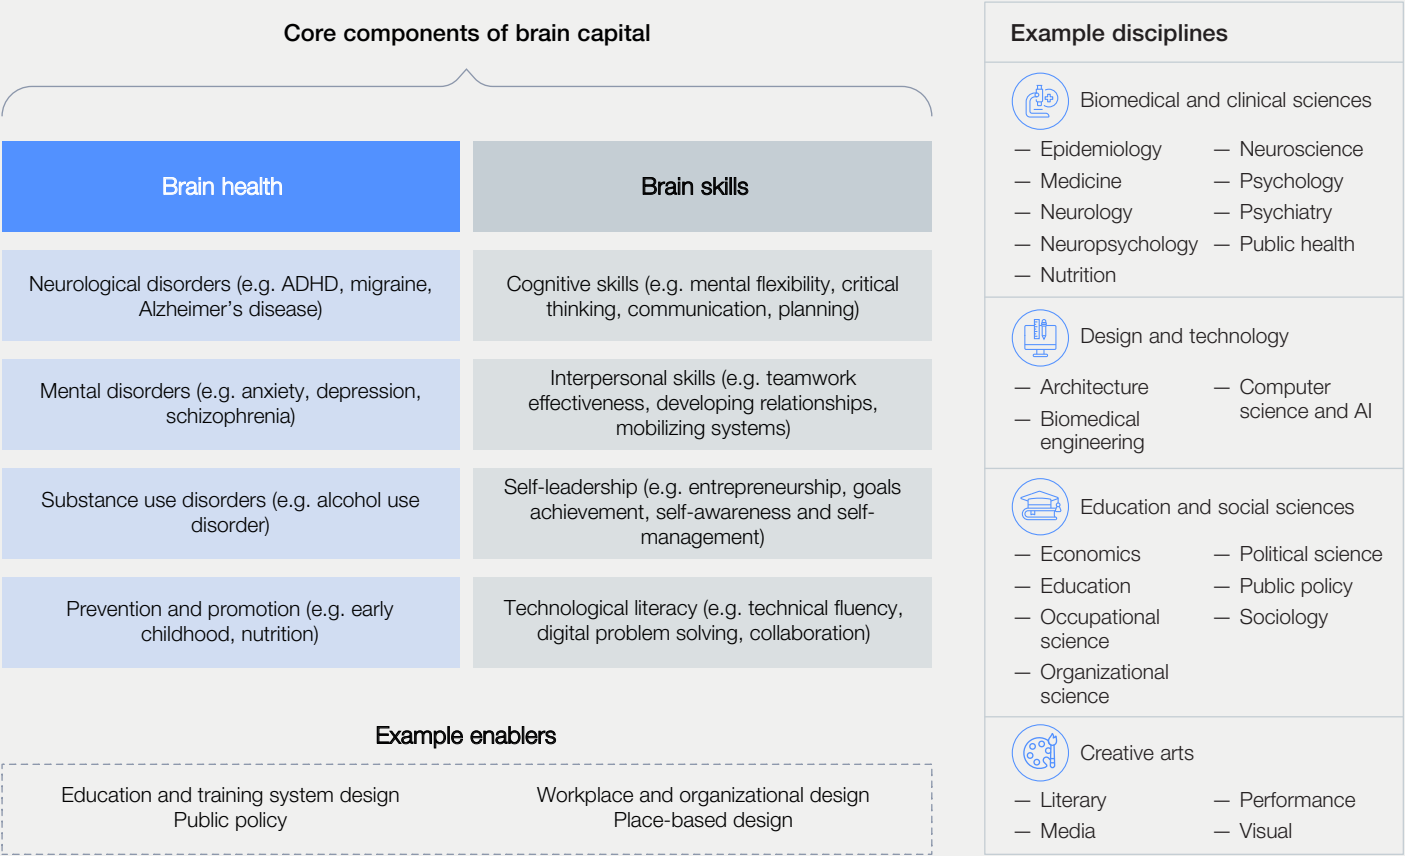 Core components of brain capital
Brain health
Neurological disorders (e.g. ADHD, migraine,
Alzheimer’s disease)
Mental disorders (e.g. anxiety, depression,
schizophrenia)
Substance use disorders (e.g. alcohol use
disorder)
Prevention and promotion (e.g. early
childhood, nutrition)
Brain skills
Cognitive skills (e.g. mental flexibility, critical
thinking, communication, planning)
Interpersonal skills (e.g. teamwork
effectiveness, developing relationships,
mobilizing systems)
Self-leadership (e.g. entrepreneurship, goals
achievement, self-awareness and self-
management)
Technological literacy (e.g. technical fluency,
digital problem solving, collaboration)
Example enablers
Education and training system design
Public policy
Workplace and organizational design
Place-based design
Example disciplines
Biomedical and clinical sciences
— Epidemiology
— Medicine
— Neurology
— Neuropsychology
— Nutrition
— Neuroscience
— Psychology
— Psychiatry
— Public health
Design and technology
— Architecture
— Biomedical
engineering
— Computer
science and AI
Education and social sciences
— Economics
— Education
— Occupational
science
— Organizational
science
— Political science
— Public policy
— Sociology
Creative arts
— Literary
— Media
— Performance
— Visual